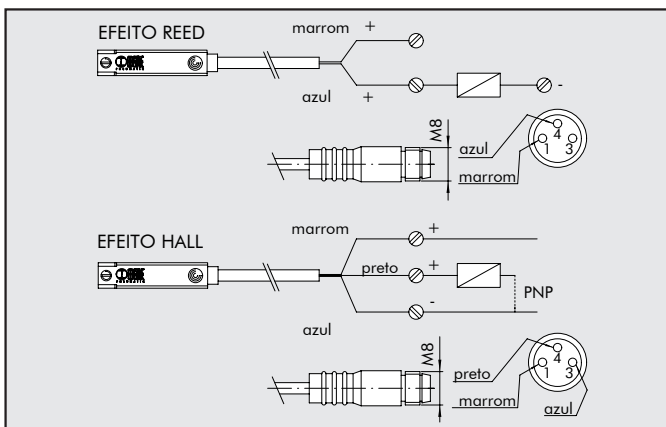 EFEITO REED
marrom +
azul + -
M8
azul
marrom
4
1 3
EFEITO HALL
marrom +
preto +
-
PNP
azul
M8
preto
marrom
azul
4
1 3